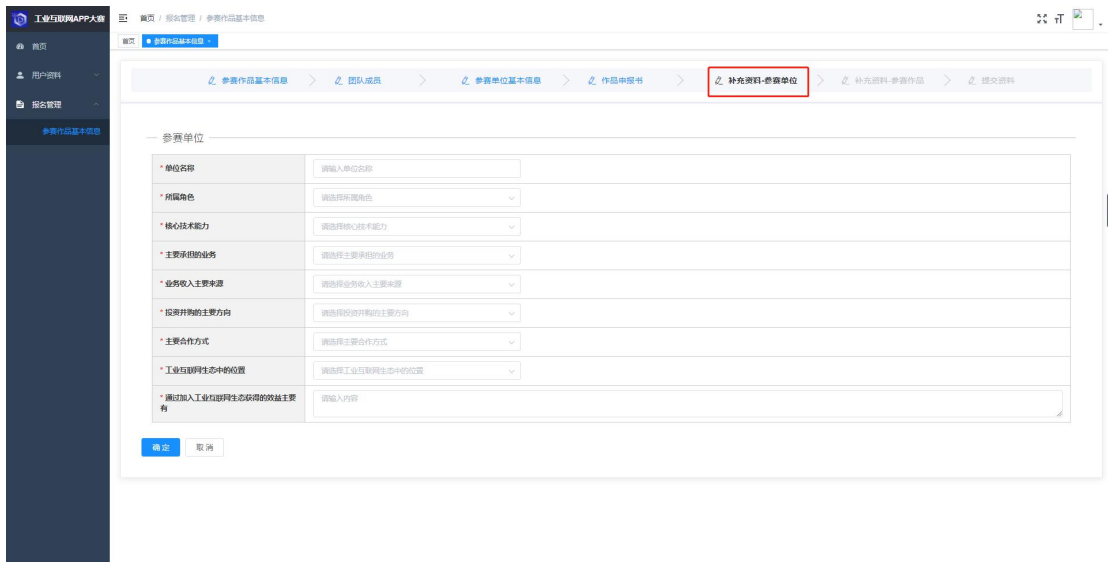 工业互联网APP大赛
首页 / 报名管理 / 参赛作品基本信息
首页
用户资料
报名管理
参赛作品基本信息
首页
参赛作品基本信息 ×
参赛作品基本信息
团队成员
参赛单位基本信息
作品申报书
补充资料-参赛单位
补充资料-参赛作品
提交资料
参赛单位
* 单位名称 请输入单位名称
* 所属角色 请选择所属角色
* 核心技术能力 请选择核心技术能力
* 主要承担的业务 请选择主要承担的业务
* 业务收入主要来源 请选择业务收入主要来源
* 投资并购的主要方向 请选择投资并购的主要方向
* 主要合作方式 请选择主要合作方式
* 工业互联网生态中的位置 请选择工业互联网生态中的位置
* 通过加入工业互联网生态获得的效益主要
有
请输入内容
确定 取消